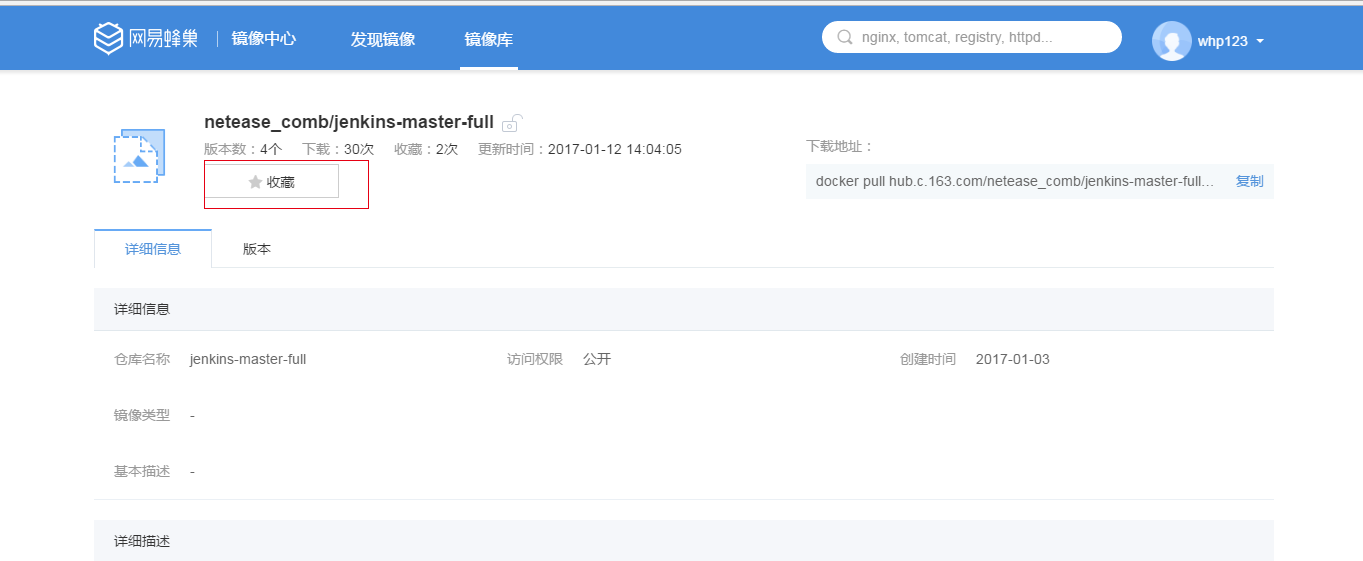 网易蜂巢 镜像中心 发现镜像 镜像库 nginx, tomcat, registry, httpd... whp123
netease_comb/jenkins-master-full
版本数：4个 下载：30次 收藏：2次 更新时间：2017-01-12 14:04:05 下载地址：
收藏 docker pull hub.c.163.com/netease_comb/jenkins-master-full... 复制
详细信息 版本
详细信息
仓库名称 jenkins-master-full 访问权限 公开 创建时间 2017-01-03
镜像类型 -
基本描述 -
详细描述